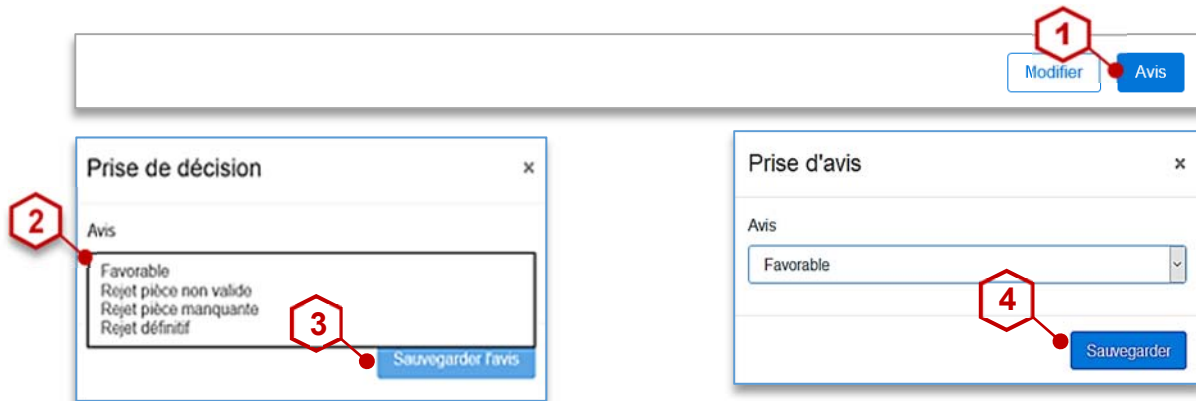 1
Modifier
Avis
Prise de décision
×
2
Avis
Favorable
Rejet pièce non valide
Rejet pièce manquante
Rejet définitif
3
Sauvegarder l'avis
Prise d'avis
×
Avis
Favorable
4
Sauvegarder